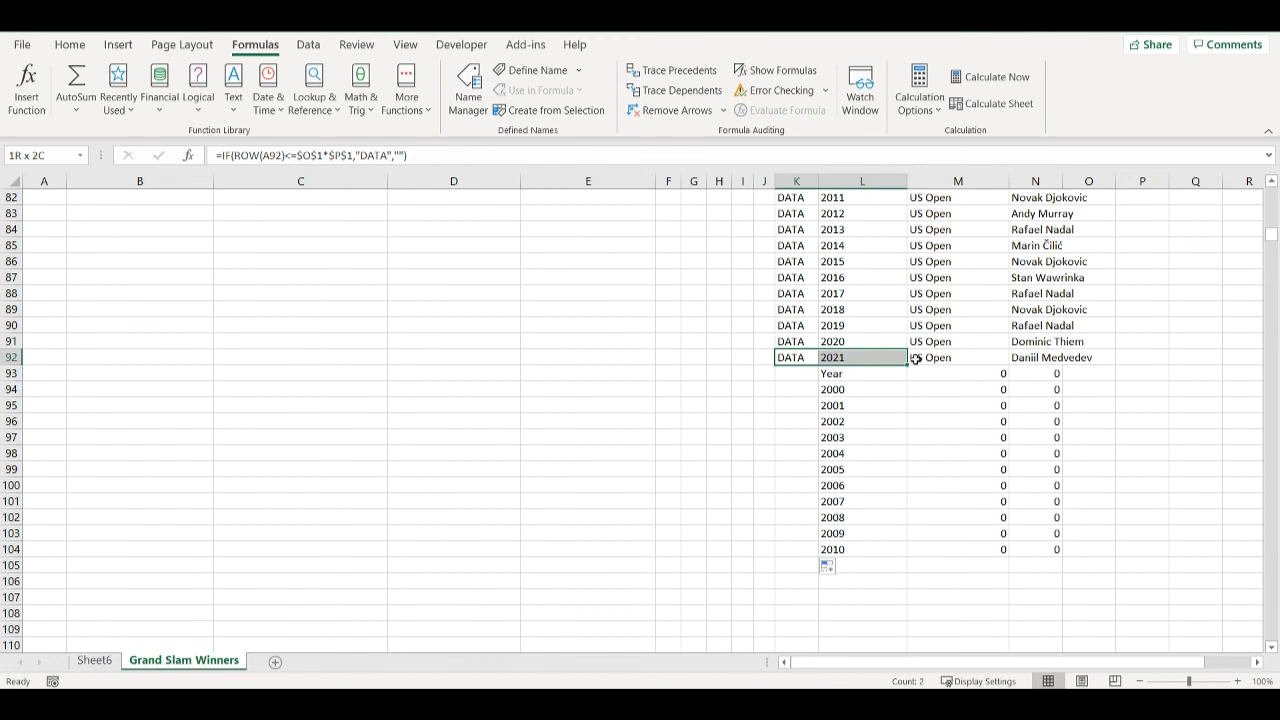 File Home Insert Page Layout Formulas Data Review View Developer Add-ins Help Share Comments
fx Insert Function
AutoSum
Recently Used
Financial
Logical
Text
Date & Time
Lookup & Reference
Math & Trig
More Functions
Function Library
Name Manager
Define Name
Use in Formula
Create from Selection
Defined Names
Trace Precedents
Trace Dependents
Remove Arrows
Show Formulas
Error Checking
Evaluate Formula
Watch Window
Formula Auditing
Calculation Options
Calculate Now
Calculate Sheet
Calculation
1R x 2C fx =IF(ROW(A92)<=$O$1*$P$1,"DATA","")
A B C D E F G H I J K L M N O P Q R
82 DATA 2011 US Open Novak Djokovic
83 DATA 2012 US Open Andy Murray
84 DATA 2013 US Open Rafael Nadal
85 DATA 2014 US Open Marin Čilić
86 DATA 2015 US Open Novak Djokovic
87 DATA 2016 US Open Stan Wawrinka
88 DATA 2017 US Open Rafael Nadal
89 DATA 2018 US Open Novak Djokovic
90 DATA 2019 US Open Rafael Nadal
91 DATA 2020 US Open Dominic Thiem
92 DATA 2021 US Open Daniil Medvedev
93 Year 0 0
94 2000 0 0
95 2001 0 0
96 2002 0 0
97 2003 0 0
98 2004 0 0
99 2005 0 0
100 2006 0 0
101 2007 0 0
102 2008 0 0
103 2009 0 0
104 2010 0 0
105
106
107
108
109
110
Sheet6 Grand Slam Winners
Ready Count: 2 Display Settings 100%